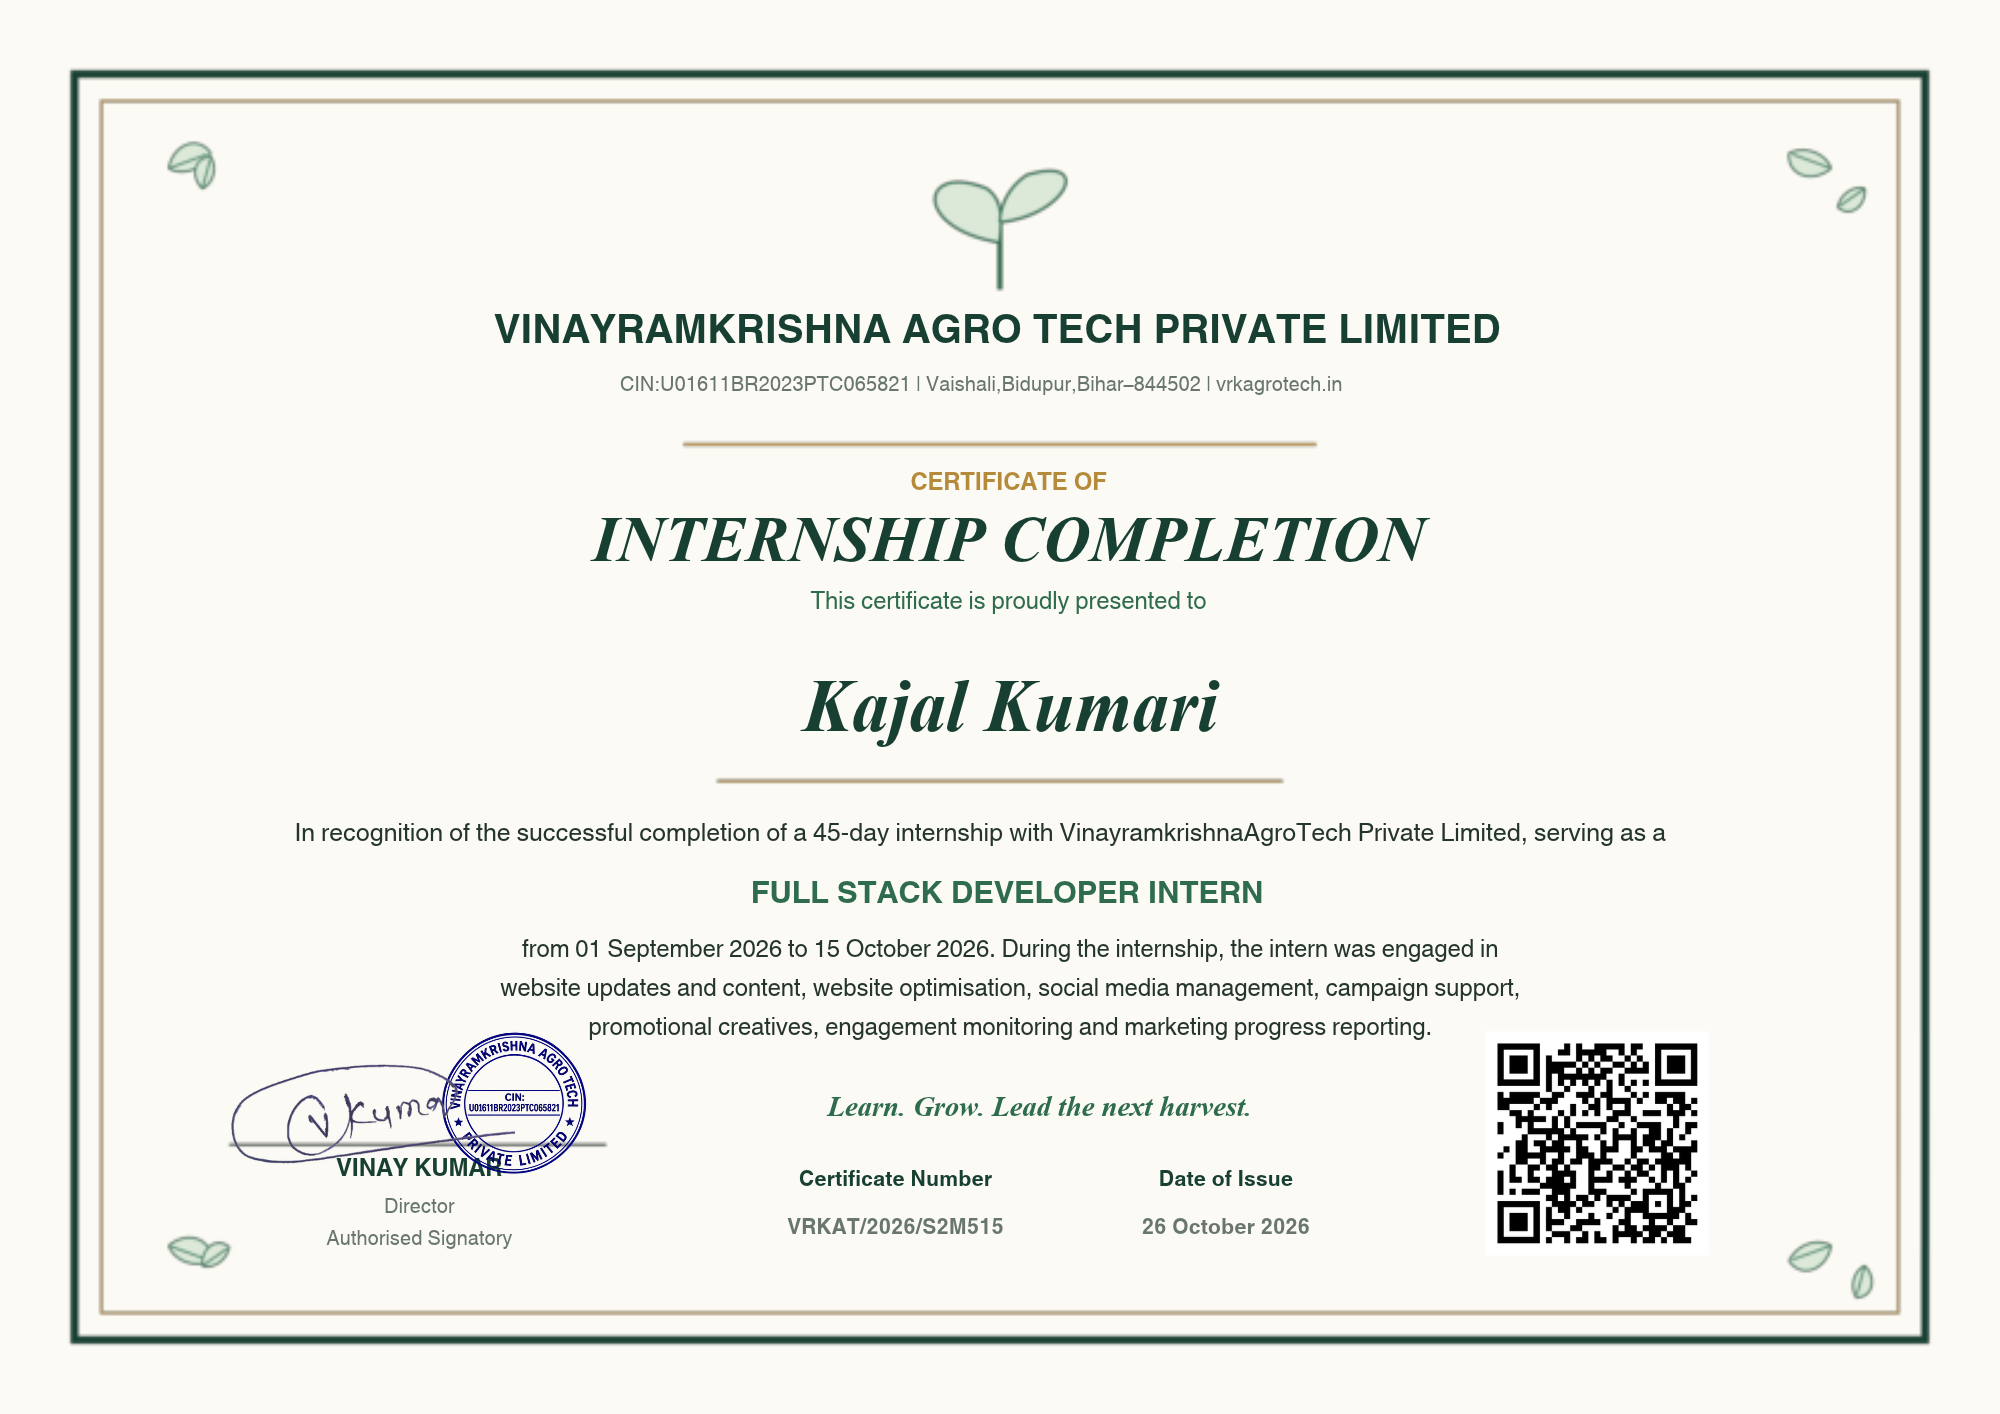 VINAYRAMKRISHNA AGRO TECH PRIVATE LIMITED
CIN:U01611BR2023PTC065821 | Vaishali,Bidupur,Bihar–844502 | vrkagrotech.in
CERTIFICATE OF
INTERNSHIP COMPLETION
This certificate is proudly presented to
Kajal Kumari
In recognition of the successful completion of a 45-day internship with VinayramkrishnaAgroTech Private Limited, serving as a
FULL STACK DEVELOPER INTERN
from 01 September 2026 to 15 October 2026. During the internship, the intern was engaged in
website updates and content, website optimisation, social media management, campaign support,
promotional creatives, engagement monitoring and marketing progress reporting.
V Kumar
VINAYRAMKRISHNA AGRO TECH
CIN:
U01611BR2023PTC065821
★ PRIVATE LIMITED ★
VINAY KUMAR
Director
Authorised Signatory
Learn. Grow. Lead the next harvest.
Certificate Number
VRKAT/2026/S2M515
Date of Issue
26 October 2026